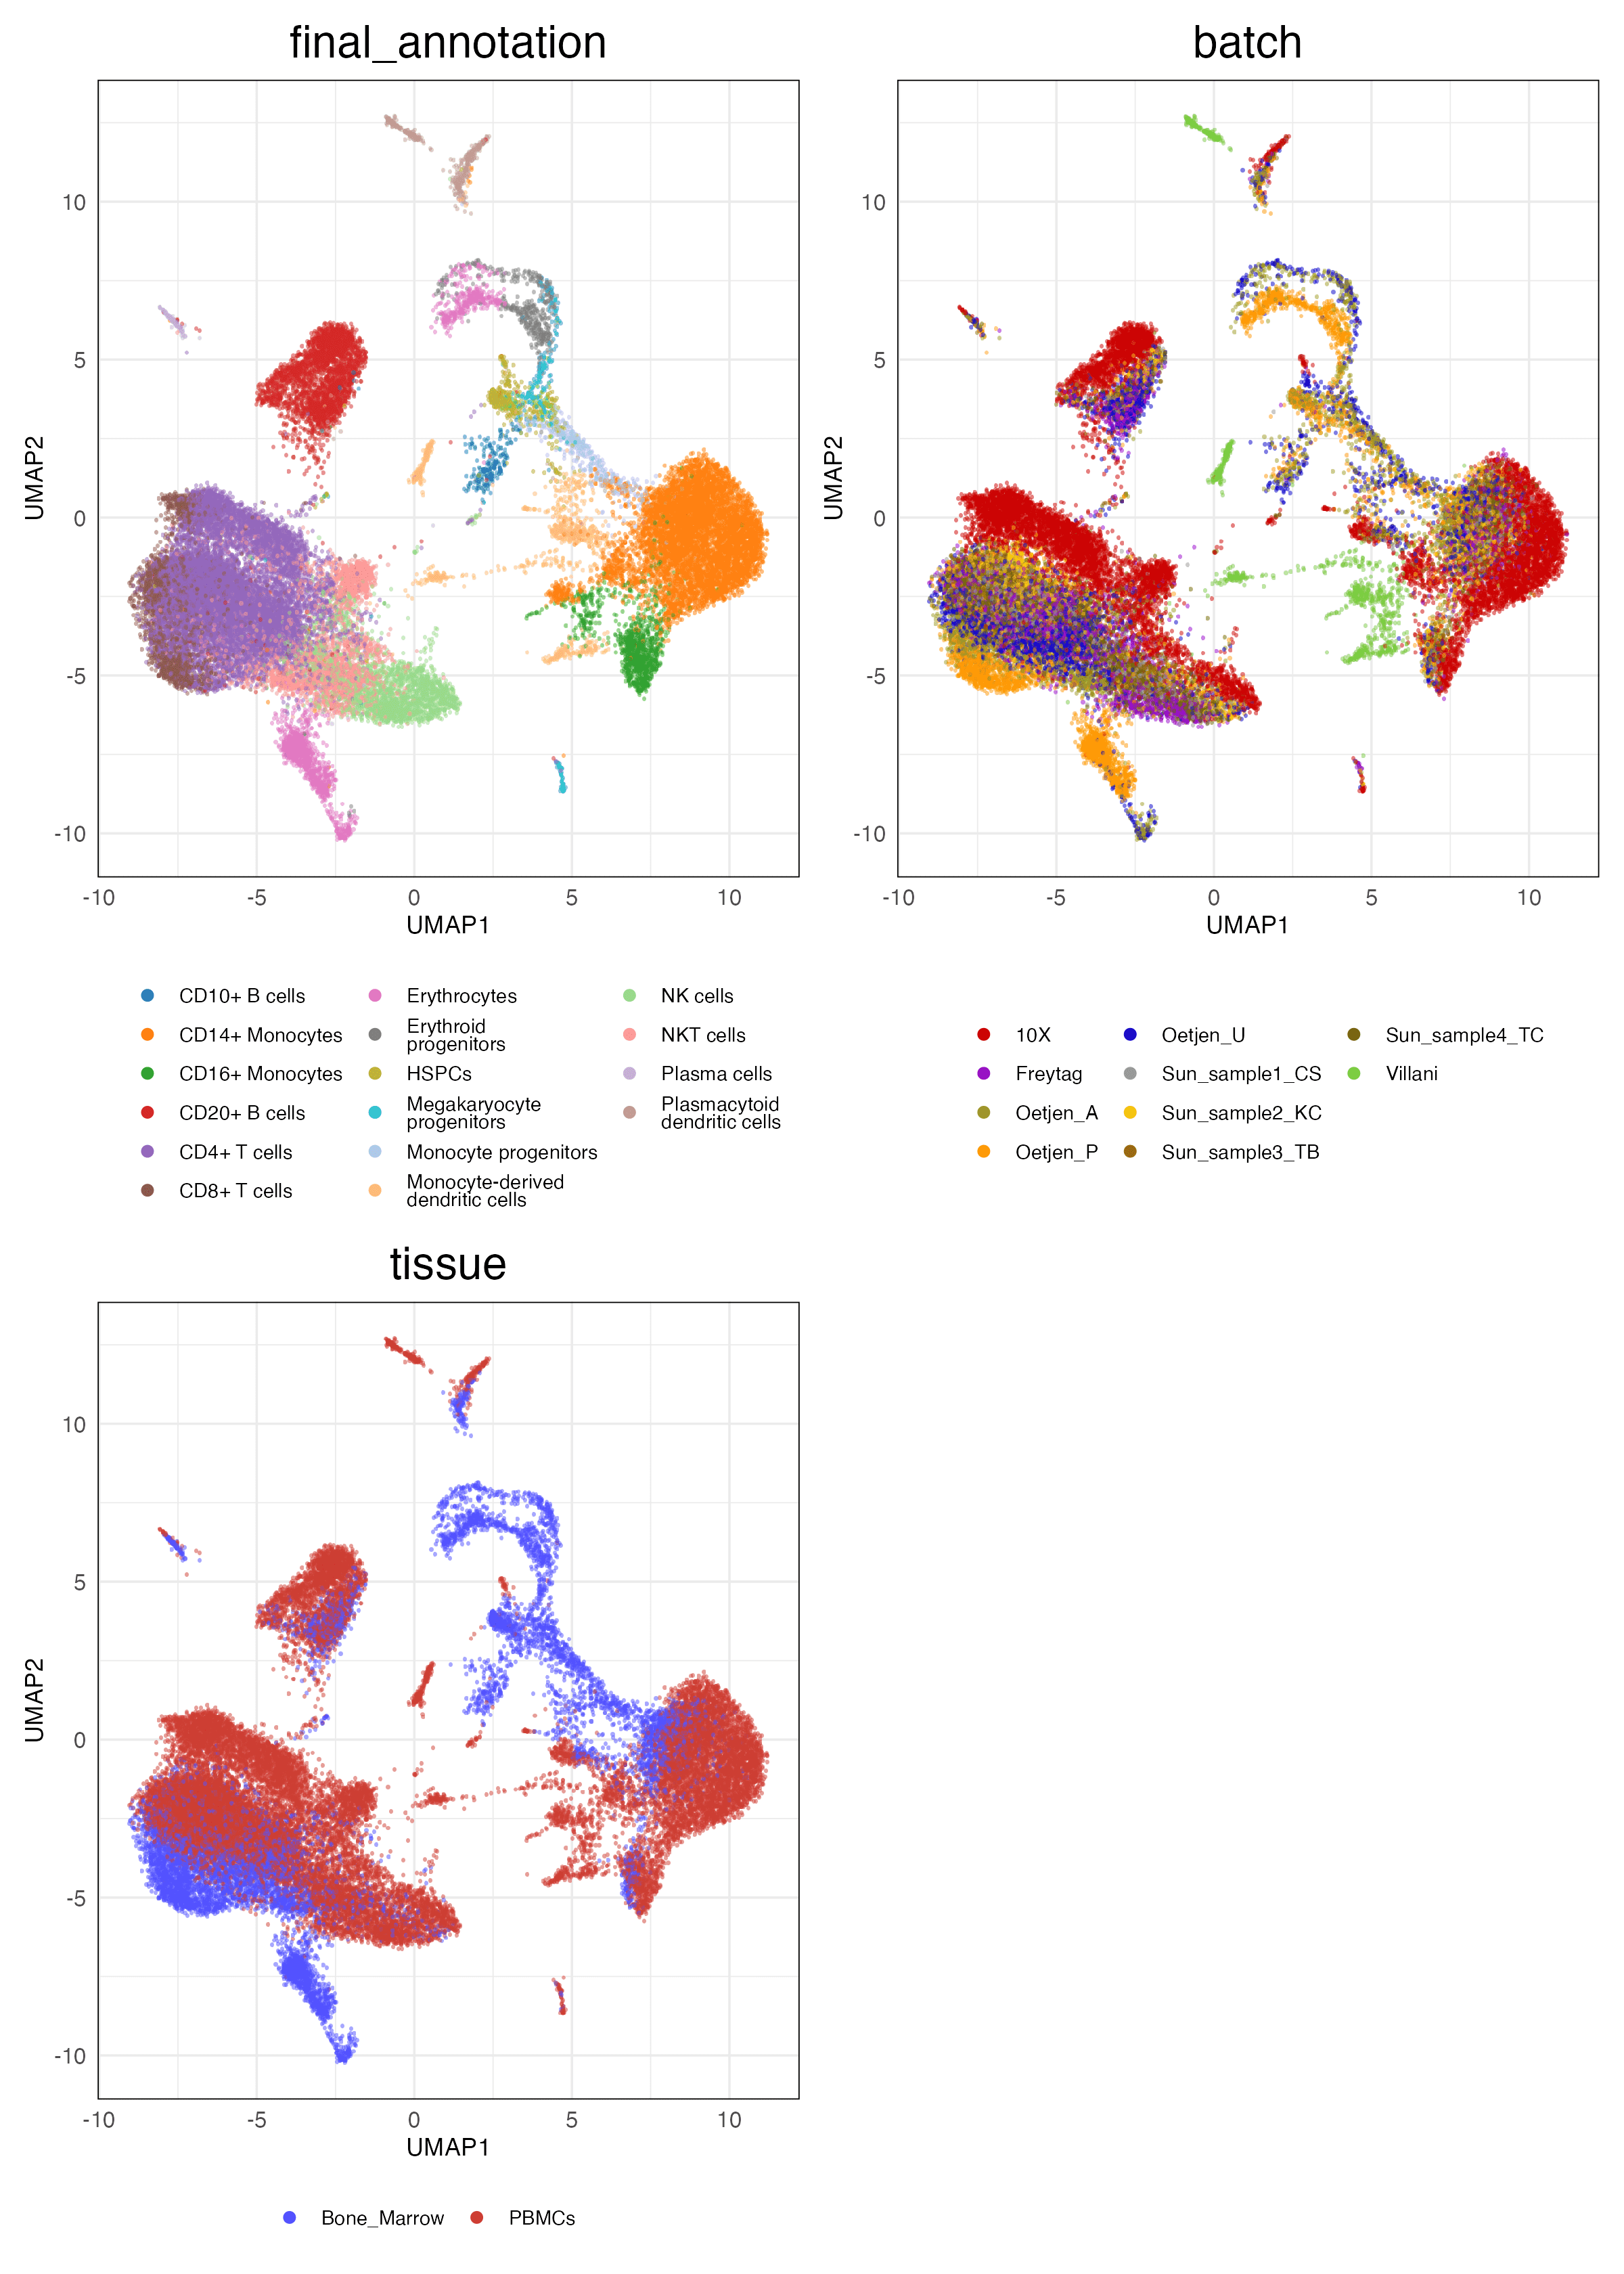 final_annotation
batch
UMAP2
10
5
0
-5
-10
-10
-5
0
5
10
UMAP1
UMAP2
10
5
0
-5
-10
-10
-5
0
5
10
UMAP1
CD10+ B cells
CD14+ Monocytes
CD16+ Monocytes
CD20+ B cells
CD4+ T cells
CD8+ T cells
Erythrocytes
Erythroid
progenitors
HSPCs
Megakaryocyte
progenitors
Monocyte progenitors
Monocyte-derived
dendritic cells
NK cells
NKT cells
Plasma cells
Plasmacytoid
dendritic cells
10X
Freytag
Oetjen_A
Oetjen_P
Oetjen_U
Sun_sample1_CS
Sun_sample2_KC
Sun_sample3_TB
Sun_sample4_TC
Villani
tissue
UMAP2
10
5
0
-5
-10
-10
-5
0
5
10
UMAP1
Bone_Marrow
PBMCs